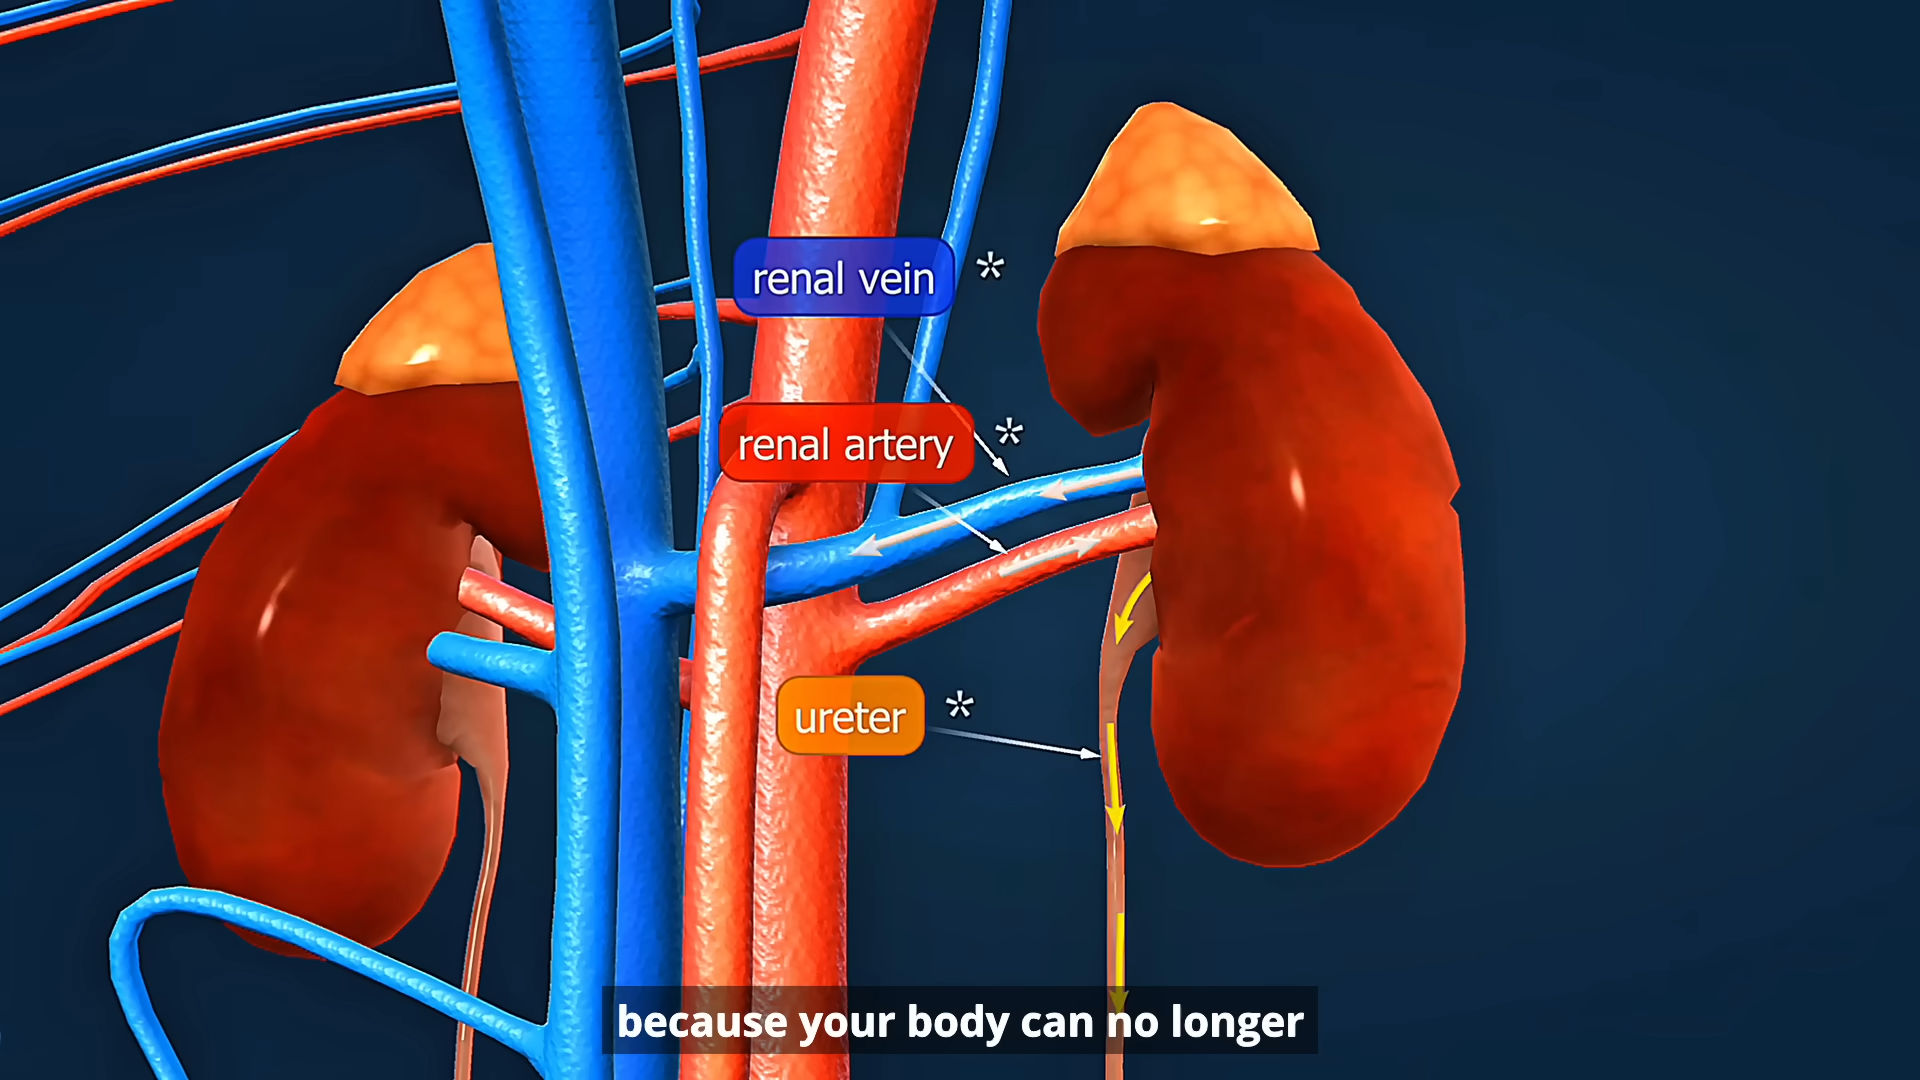 renal vein *
renal artery *
ureter *
because your body can no longer